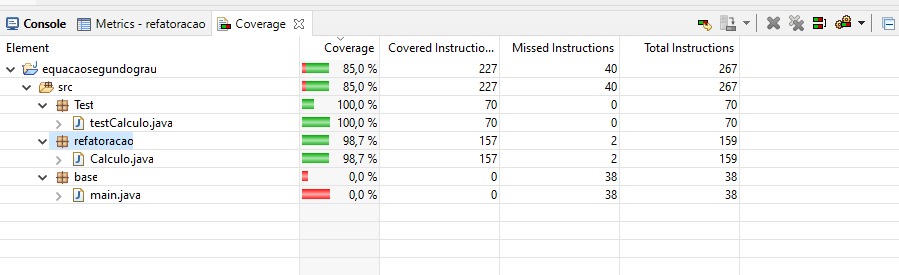 Console Metrics - refatoracao Coverage
Element Coverage Covered Instructio... Missed Instructions Total Instructions
equacaosegundograu 85,0 % 227 40 267
src 85,0 % 227 40 267
Test 100,0 % 70 0 70
testCalculo.java 100,0 % 70 0 70
refatoracao 98,7 % 157 2 159
Calculo.java 98,7 % 157 2 159
base 0,0 % 0 38 38
main.java 0,0 % 0 38 38